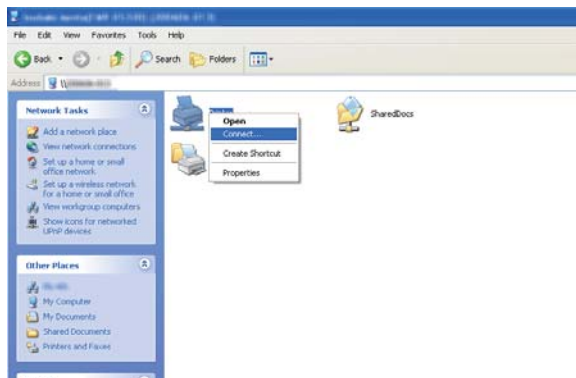 File Edit View Favorites Tools Help
Back Search Folders
Address
Network Tasks
Add a network place
View network connections
Set up a home or small
office network
Set up a wireless network
for a home or small office
View workgroup computers
Show icons for networked
UPnP devices
Open
Connect...
Create Shortcut
Properties
SharedDocs
Other Places
My Computer
My Documents
Shared Documents
Printers and Faxes